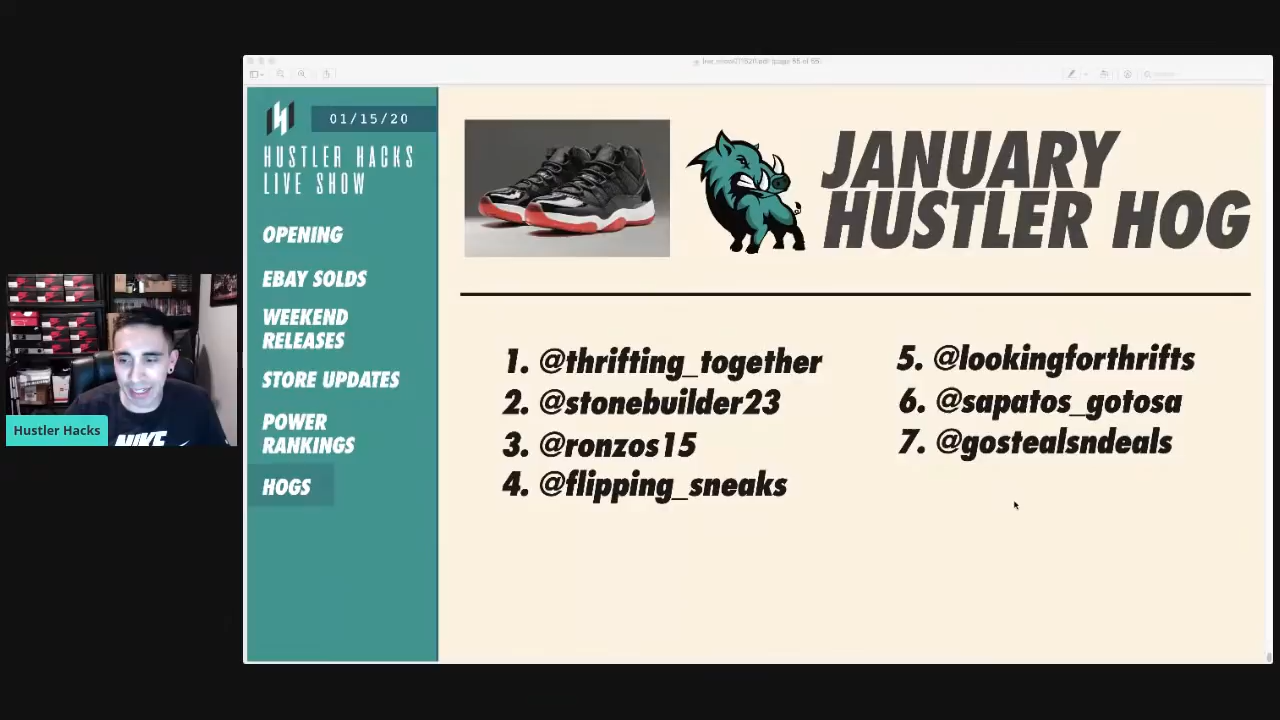 01/15/20
HUSTLER HACKS
LIVE SHOW
OPENING
EBAY SOLDS
WEEKEND
RELEASES
STORE UPDATES
POWER
RANKINGS
HOGS
JANUARY
HUSTLER HOG
1. @thrifting_together
2. @stonebuilder23
3. @ronzos15
4. @flipping_sneaks
5. @lookingforthrifts
6. @sapatos_gotosa
7. @gostealsndeals
Hustler Hacks
NIKE